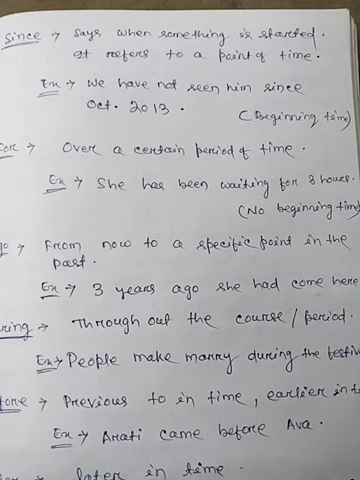 Since → Says when something is started.
It refers to a point of time.
Ex → We have not seen him since
Oct. 2013.
(Beginning time)
For → Over a certain period of time.
Ex → She has been waiting for 3 hours.
(No beginning time)
go → From now to a specific point in the
past.
Ex → 3 years ago she had come here
uring → Through out the course / period.
Ex → People make marry during the festiv
fore → Previous to in time, earlier in t
Ex → Arati came before Ava.
later in time.